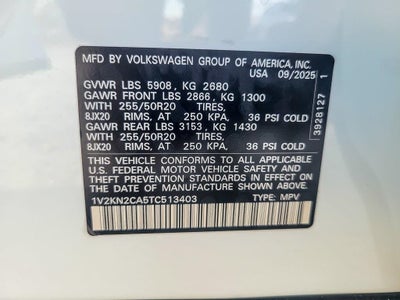 MFD BY VOLKSWAGEN GROUP OF AMERICA, INC.
USA 09/2025
GVWR LBS 5908, KG 2680
GAWR FRONT LBS 2866, KG 1300
WITH 255/50R20 TIRES,
8JX20 RIMS, AT 250 KPA, 36 PSI COLD
GAWR REAR LBS 3153, KG 1430
WITH 255/50R20 TIRES,
8JX20 RIMS, AT 250 KPA, 36 PSI COLD
THIS VEHICLE CONFORMS TO ALL APPLICABLE
U.S. FEDERAL MOTOR VEHICLE SAFETY STANDARDS
IN EFFECT ON THE DATE OF MANUFACTURE SHOWN ABOVE.
1V2KN2CA5TC513403 TYPE: MPV
3928127 1